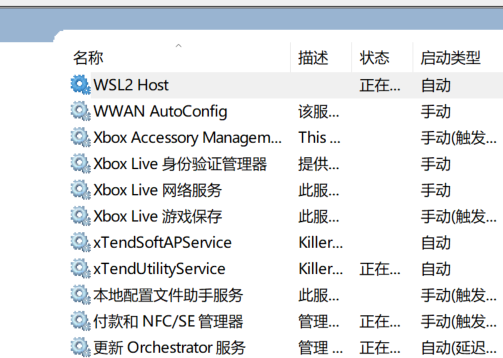 名称 描述 状态 启动类型
WSL2 Host 正在... 自动
WWAN AutoConfig 该服... 手动
Xbox Accessory Managem... This ... 手动(触发...
Xbox Live 身份验证管理器 提供... 手动
Xbox Live 网络服务 此服... 手动
Xbox Live 游戏保存 此服... 手动(触发...
xTendSoftAPService Killer... 自动
xTendUtilityService Killer... 正在... 自动
本地配置文件助手服务 此服... 手动(触发...
付款和 NFC/SE 管理器 管理... 正在... 手动(触发...
更新 Orchestrator 服务 管理 ... 正在... 自动(延迟...